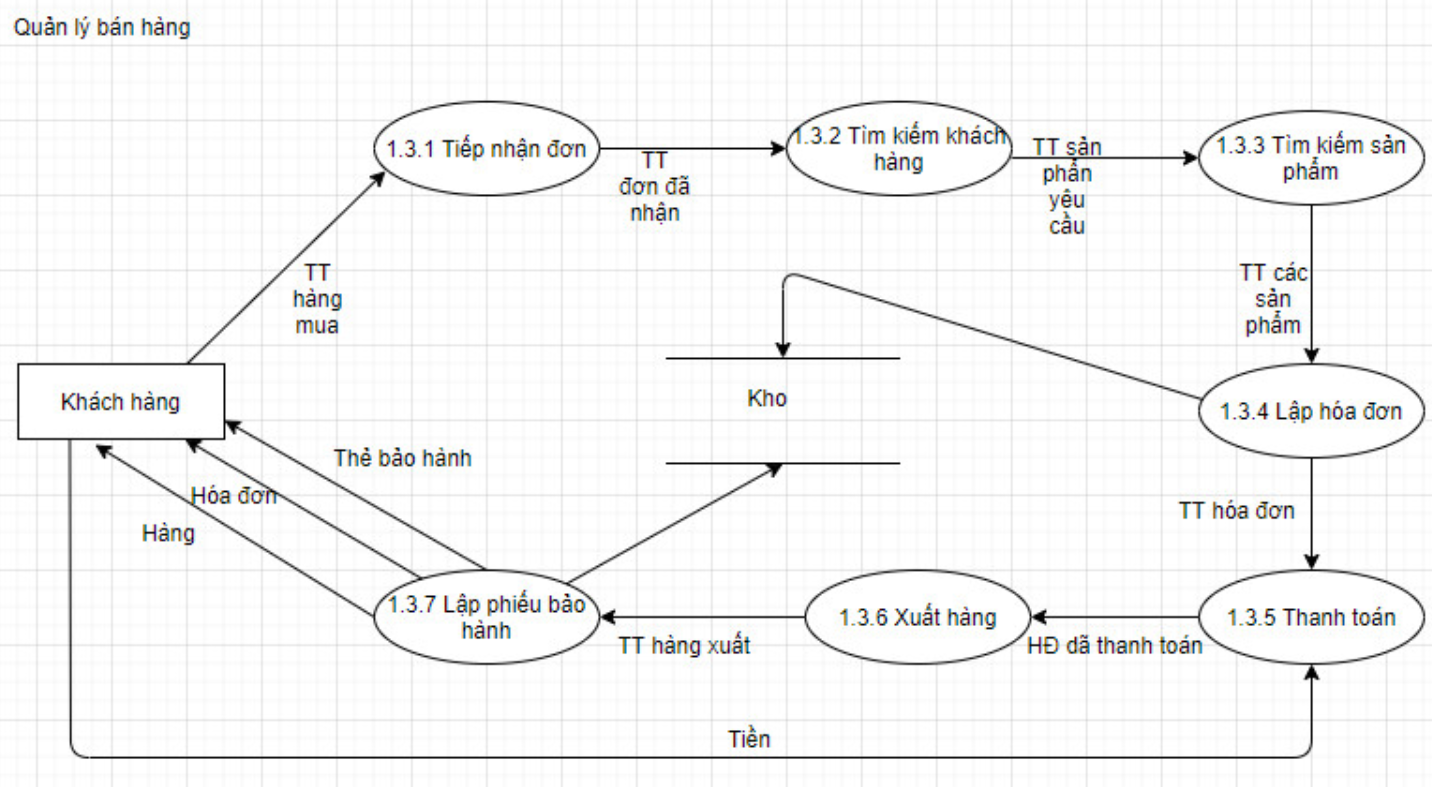 Quản lý bán hàng
1.3.1 Tiếp nhận đơn
TT
đơn đã
nhận
1.3.2 Tìm kiếm khách
hàng
TT sản
phẩn
yêu
cầu
1.3.3 Tìm kiếm sản
phẩm
TT
hàng
mua
TT các
sản
phẩm
Khách hàng
Kho
1.3.4 Lập hóa đơn
Thẻ bảo hành
Hóa đơn
Hàng
TT hóa đơn
1.3.7 Lập phiếu bảo
hành
TT hàng xuất
1.3.6 Xuất hàng
HĐ dã thanh toán
1.3.5 Thanh toán
Tiền